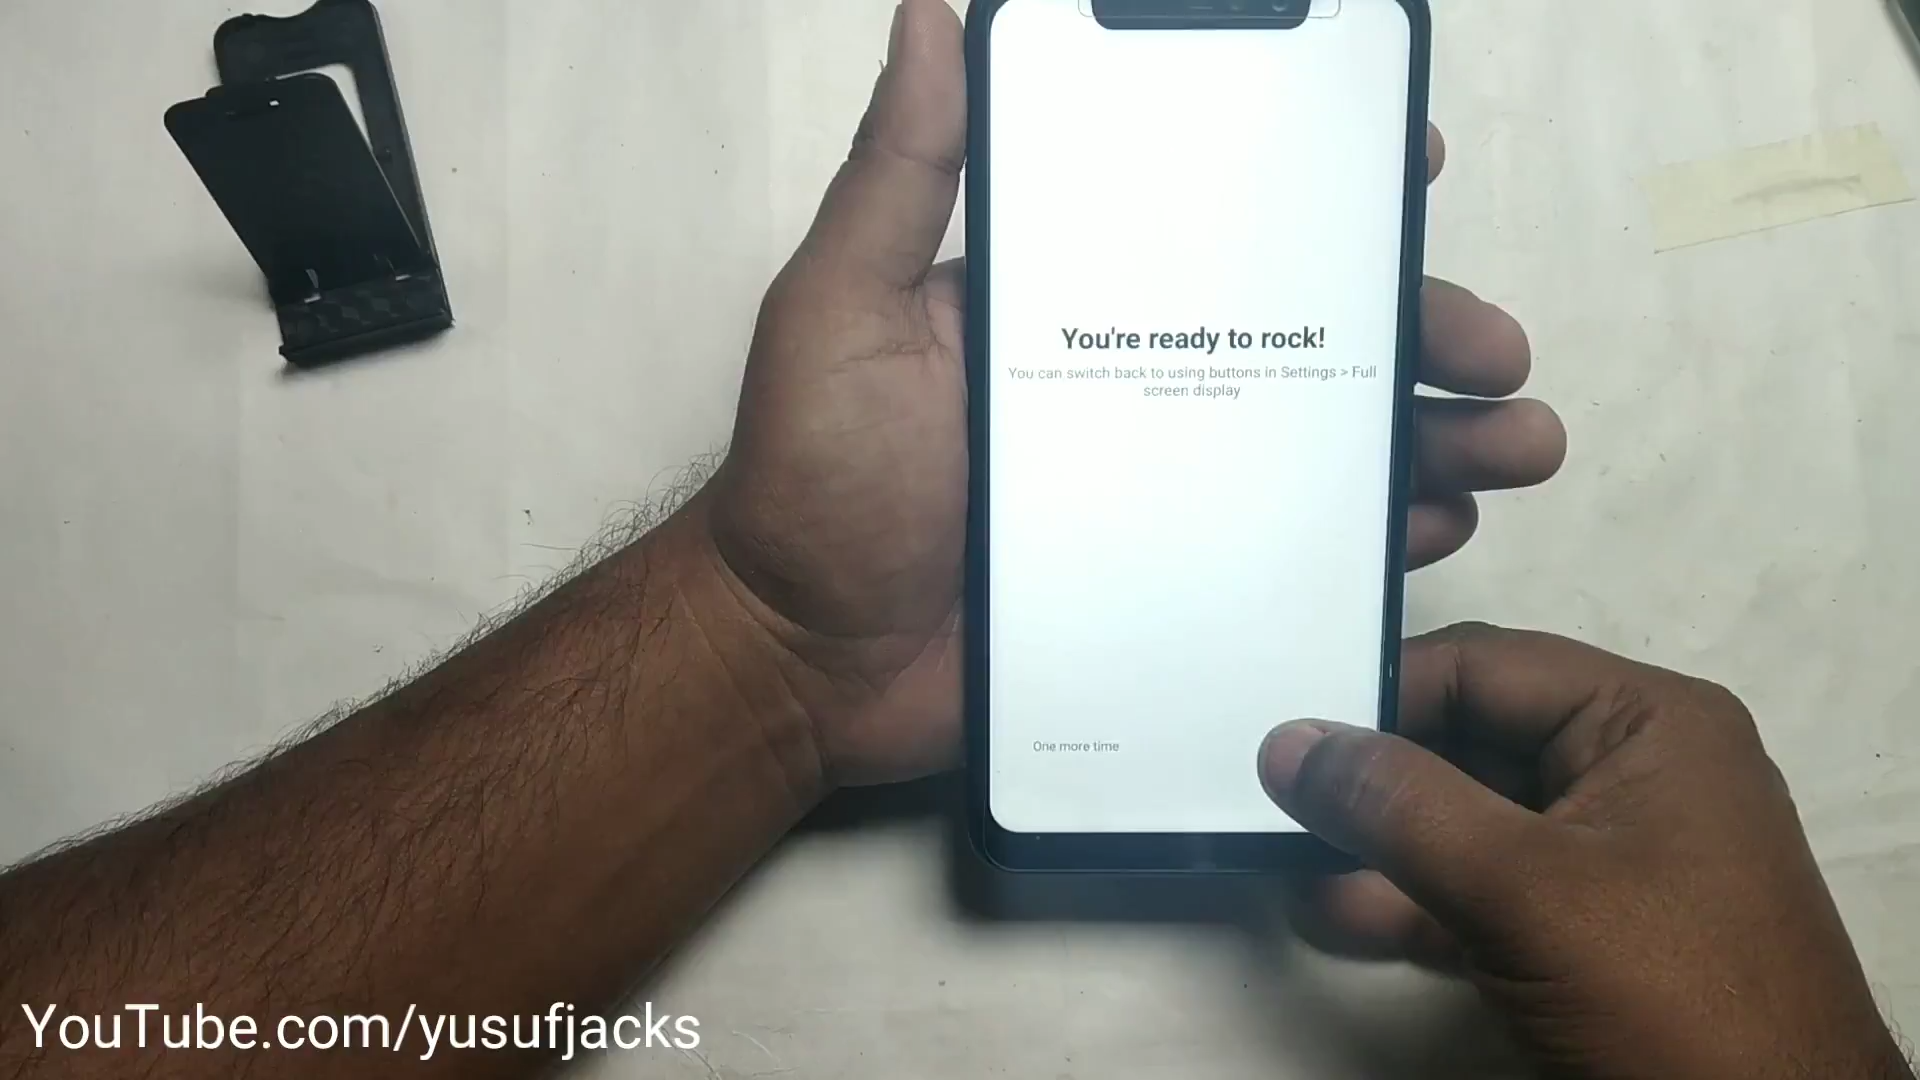 You're ready to rock!
You can switch back to using buttons in Settings > Full
screen display
One more time
YouTube.com/yusufjacks